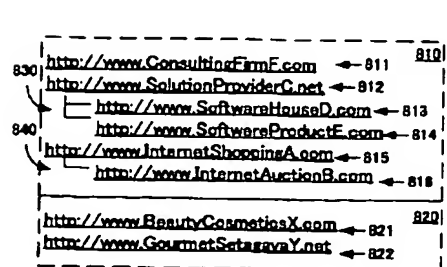 810
http://www.ConsultingFirmF.com 811
830 http://www.SolutionProviderC.net 812
http://www.SoftwareHouseD.com 813
840 http://www.SoftwareProductE.com 814
http://www.InternetShoppingA.com 815
http://www.InternetAuctionB.com 816
820
http://www.BeautyCosmeticsX.com 821
http://www.GourmetSetagayaY.net 822